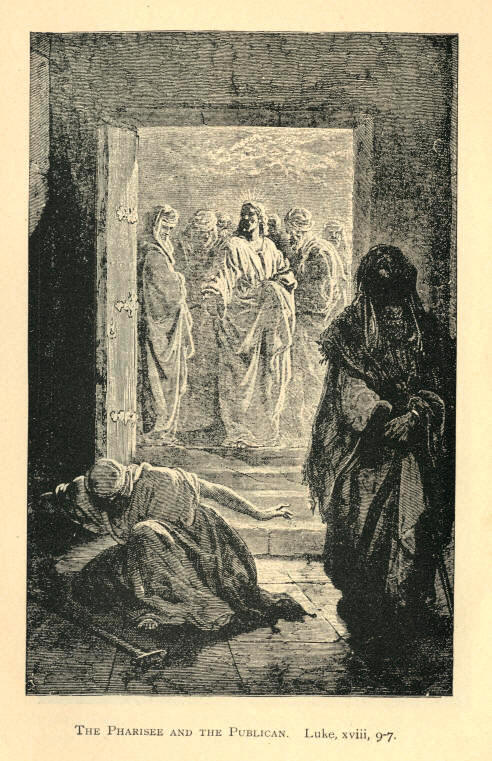 The Pharisee and the Publican. Luke, xviii, 9-7.